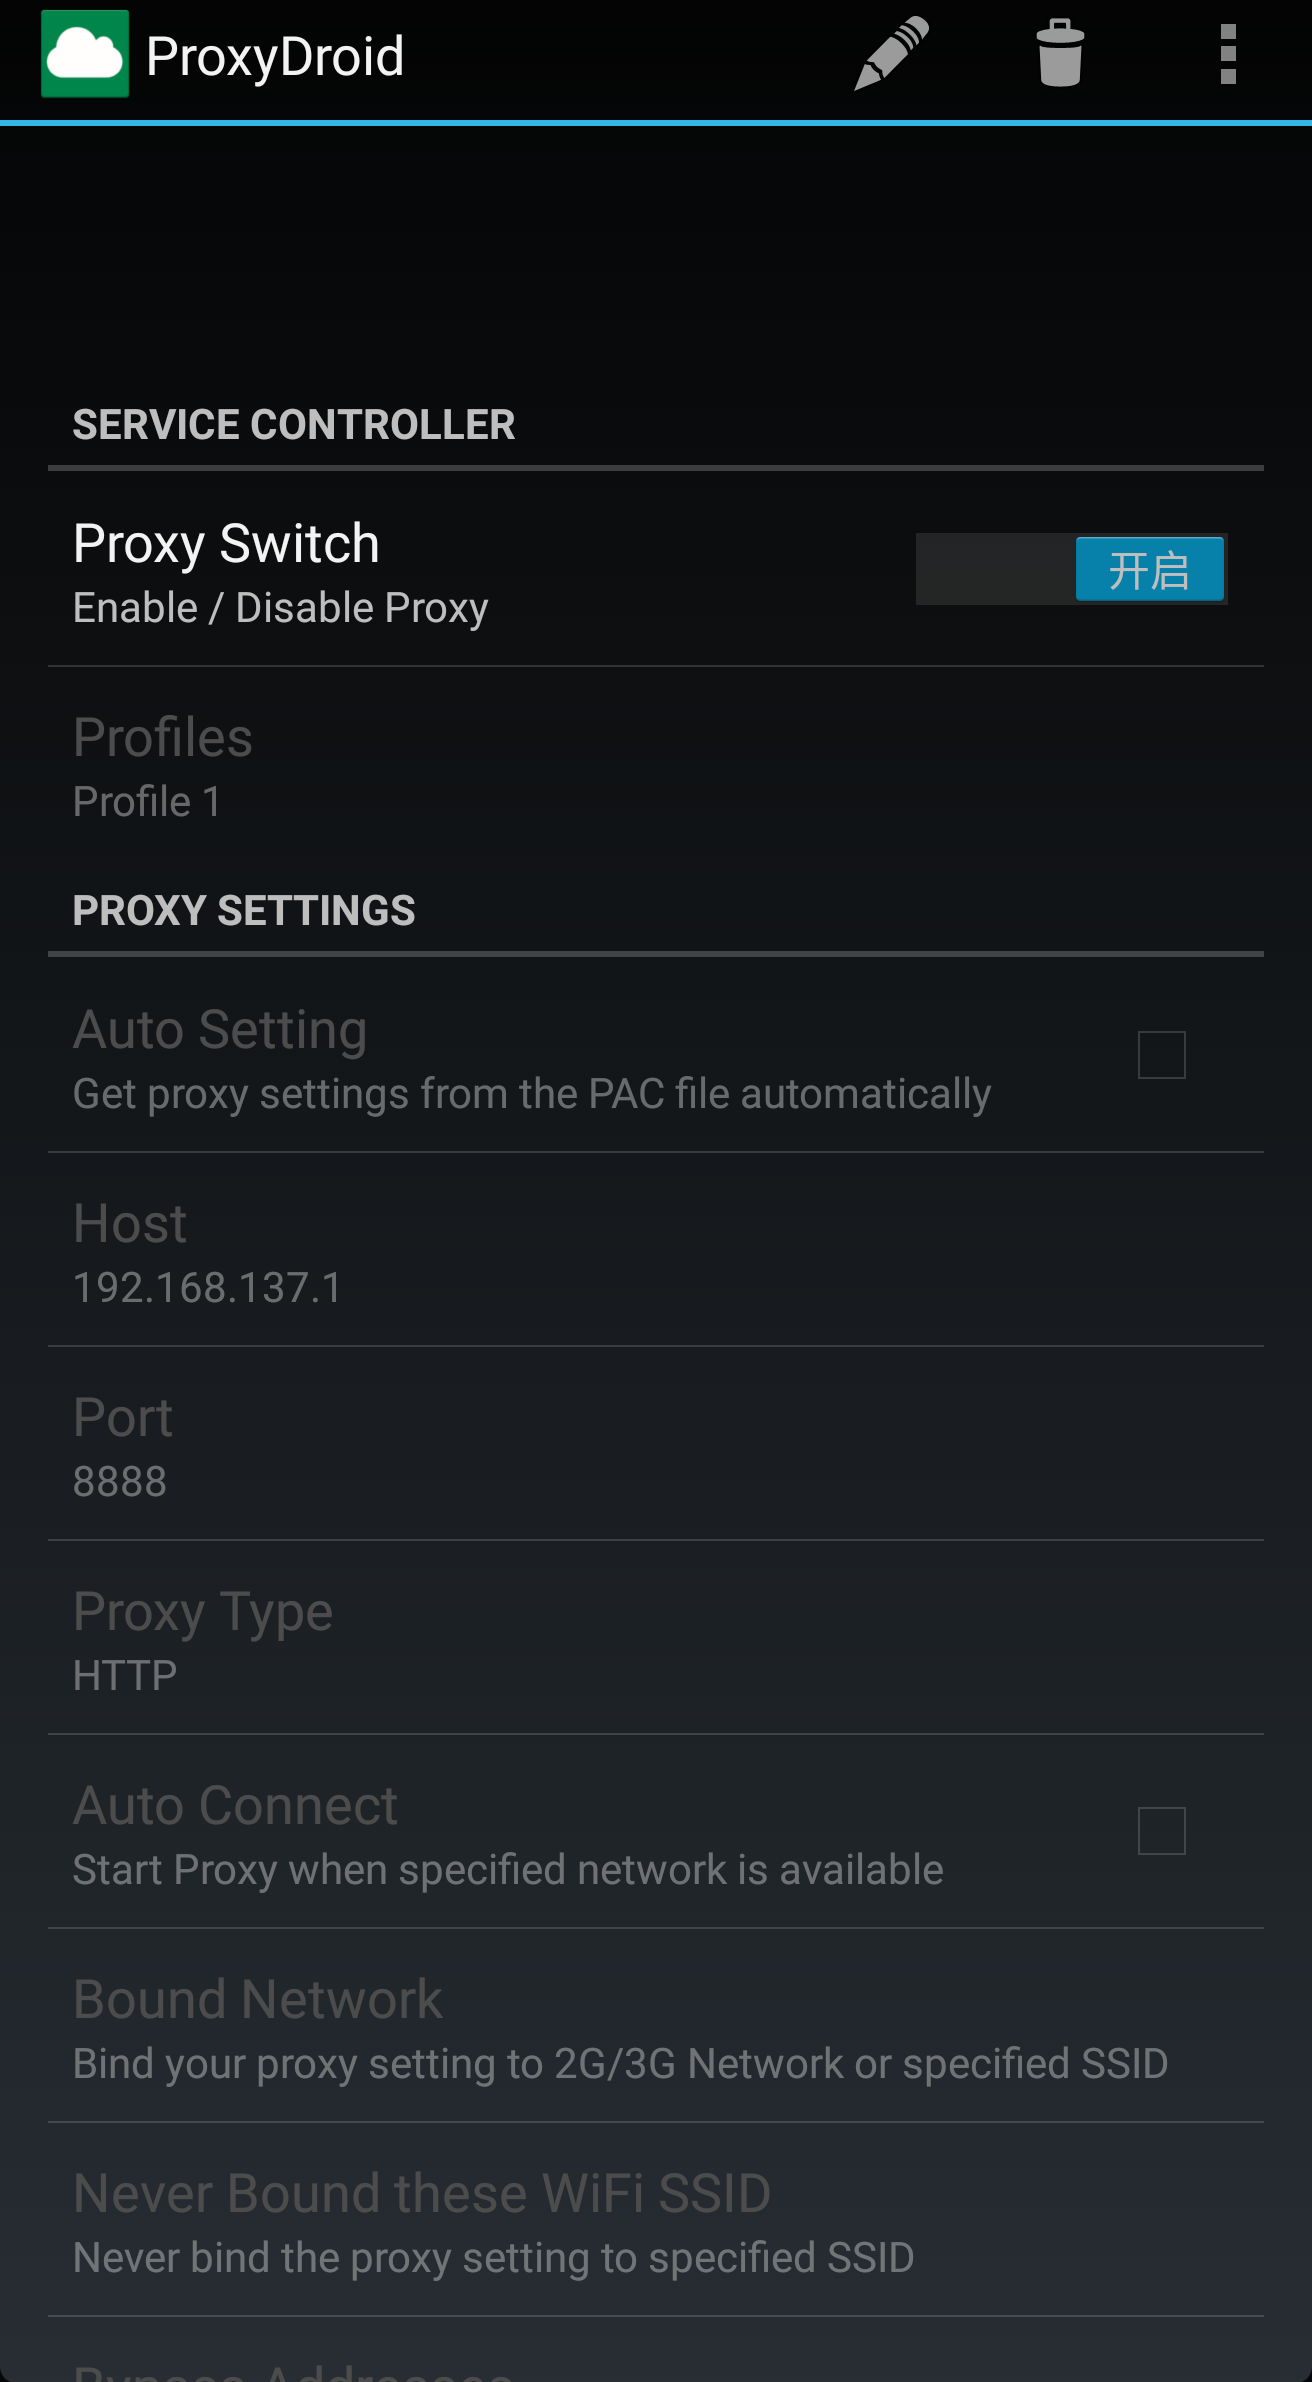 ProxyDroid
SERVICE CONTROLLER
Proxy Switch
开启
Enable / Disable Proxy
Profiles
Profile 1
PROXY SETTINGS
Auto Setting
Get proxy settings from the PAC file automatically
Host
192.168.137.1
Port
8888
Proxy Type
HTTP
Auto Connect
Start Proxy when specified network is available
Bound Network
Bind your proxy setting to 2G/3G Network or specified SSID
Never Bound these WiFi SSID
Never bind the proxy setting to specified SSID
Bypass Addresses